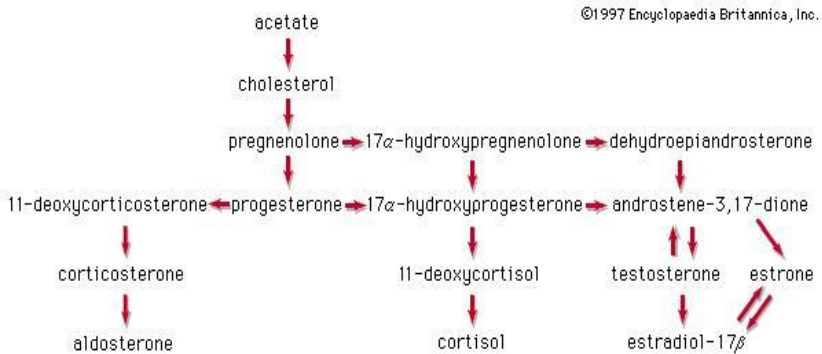 ©1997 Encyclopaedia Britannica, Inc.
acetate
cholesterol
pregnenolone 17α-hydroxypregnenolone dehydroepiandrosterone
11-deoxycorticosterone progesterone 17α-hydroxyprogesterone androstene-3,17-dione
corticosterone 11-deoxycortisol testosterone estrone
aldosterone cortisol estradiol-17β